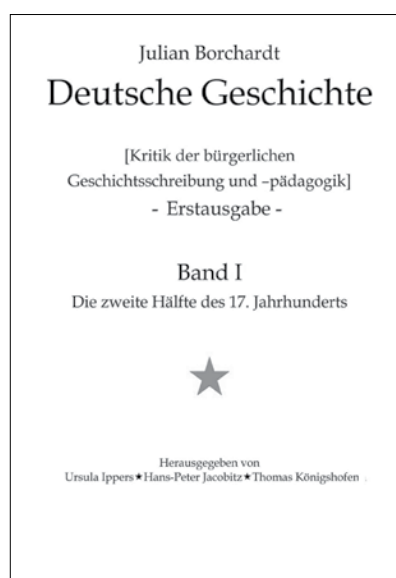 Julian Borchardt
Deutsche Geschichte
[Kritik der bürgerlichen
Geschichtsschreibung und –pädagogik]
- Erstausgabe -
Band I
Die zweite Hälfte des 17. Jahrhunderts
Herausgegeben von
Ursula Ippers★Hans-Peter Jacobitz★Thomas Königshofen